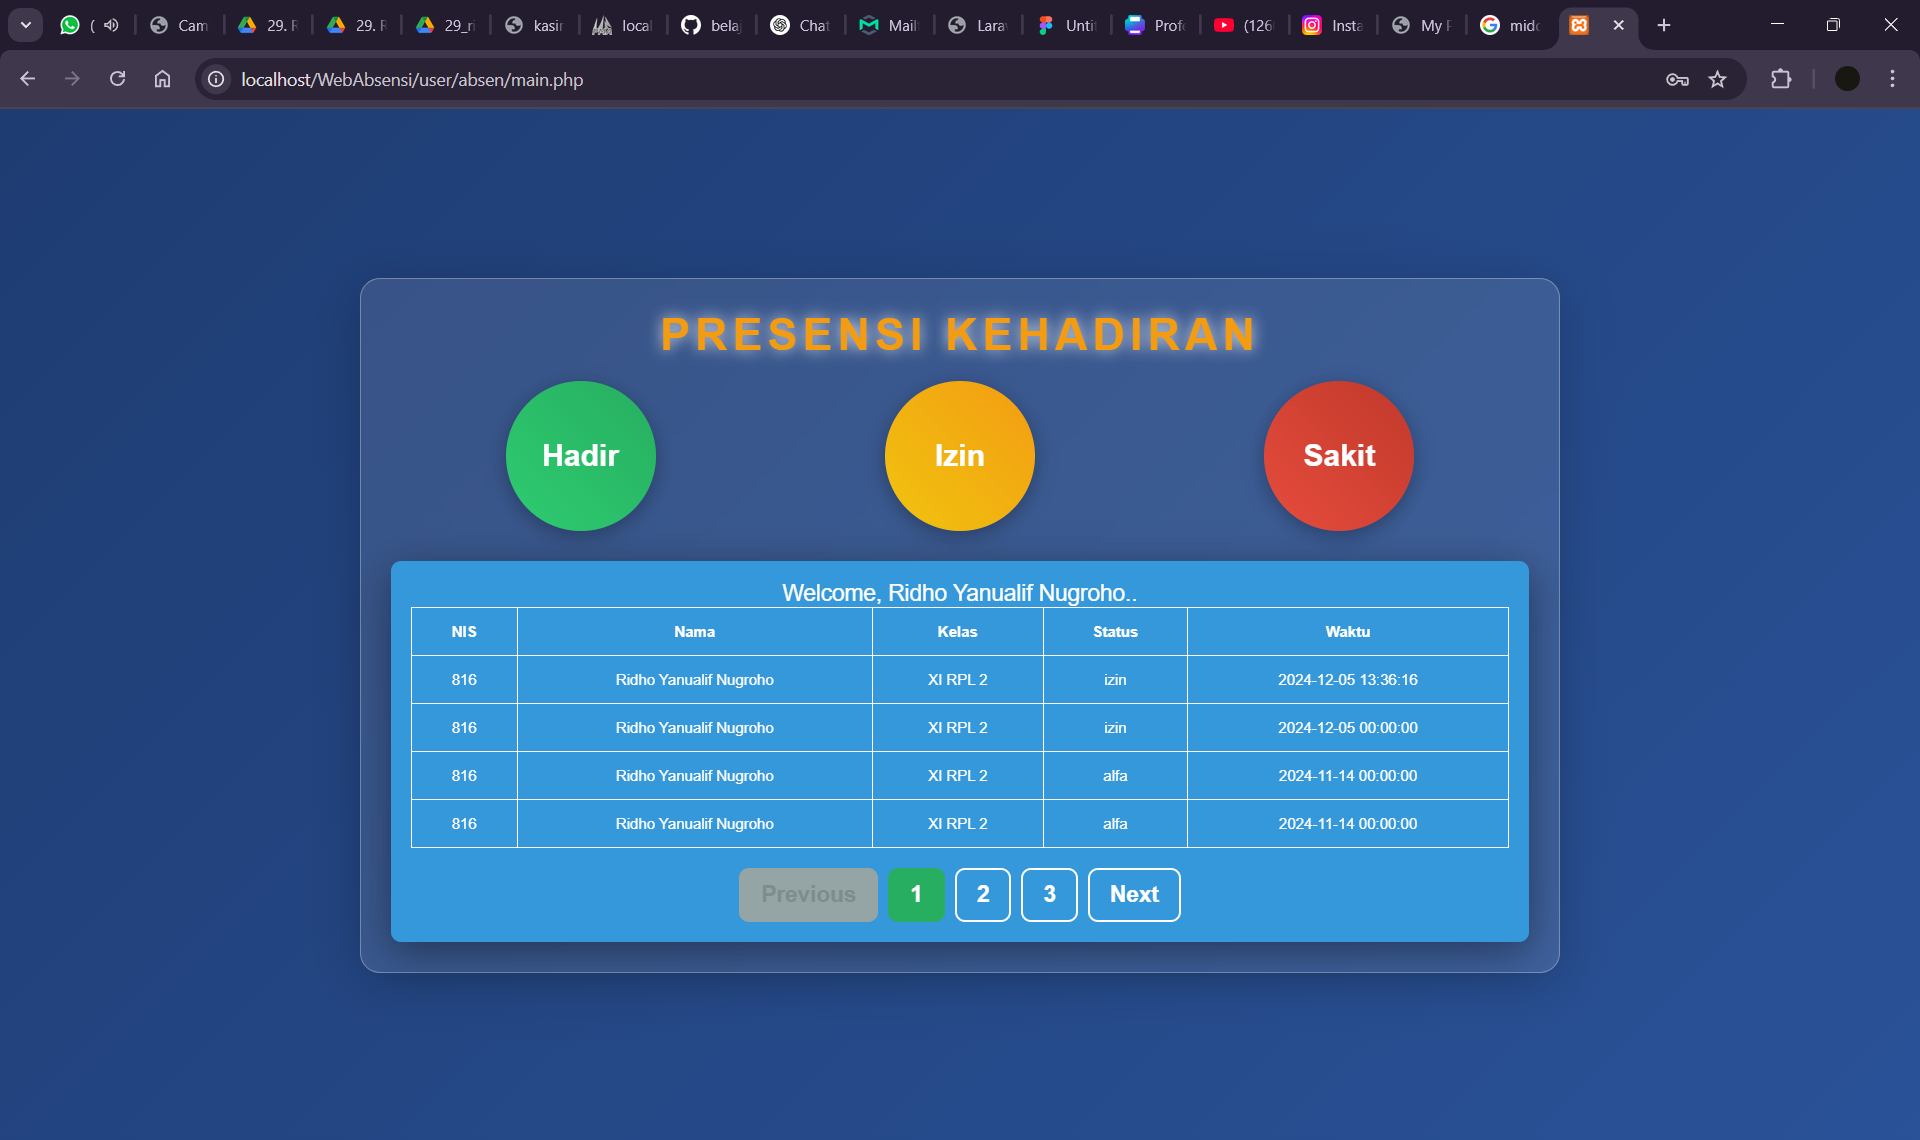 ( Cam 29. R 29. R 29_ri kasir local bela Chat Mail Lara Unti Prof (126 Insta My P mido
localhost/WebAbsensi/user/absen/main.php
PRESENSI KEHADIRAN
Hadir Izin Sakit
Welcome, Ridho Yanualif Nugroho..
NIS Nama Kelas Status Waktu
816 Ridho Yanualif Nugroho XI RPL 2 izin 2024-12-05 13:36:16
816 Ridho Yanualif Nugroho XI RPL 2 izin 2024-12-05 00:00:00
816 Ridho Yanualif Nugroho XI RPL 2 alfa 2024-11-14 00:00:00
816 Ridho Yanualif Nugroho XI RPL 2 alfa 2024-11-14 00:00:00
Previous 1 2 3 Next